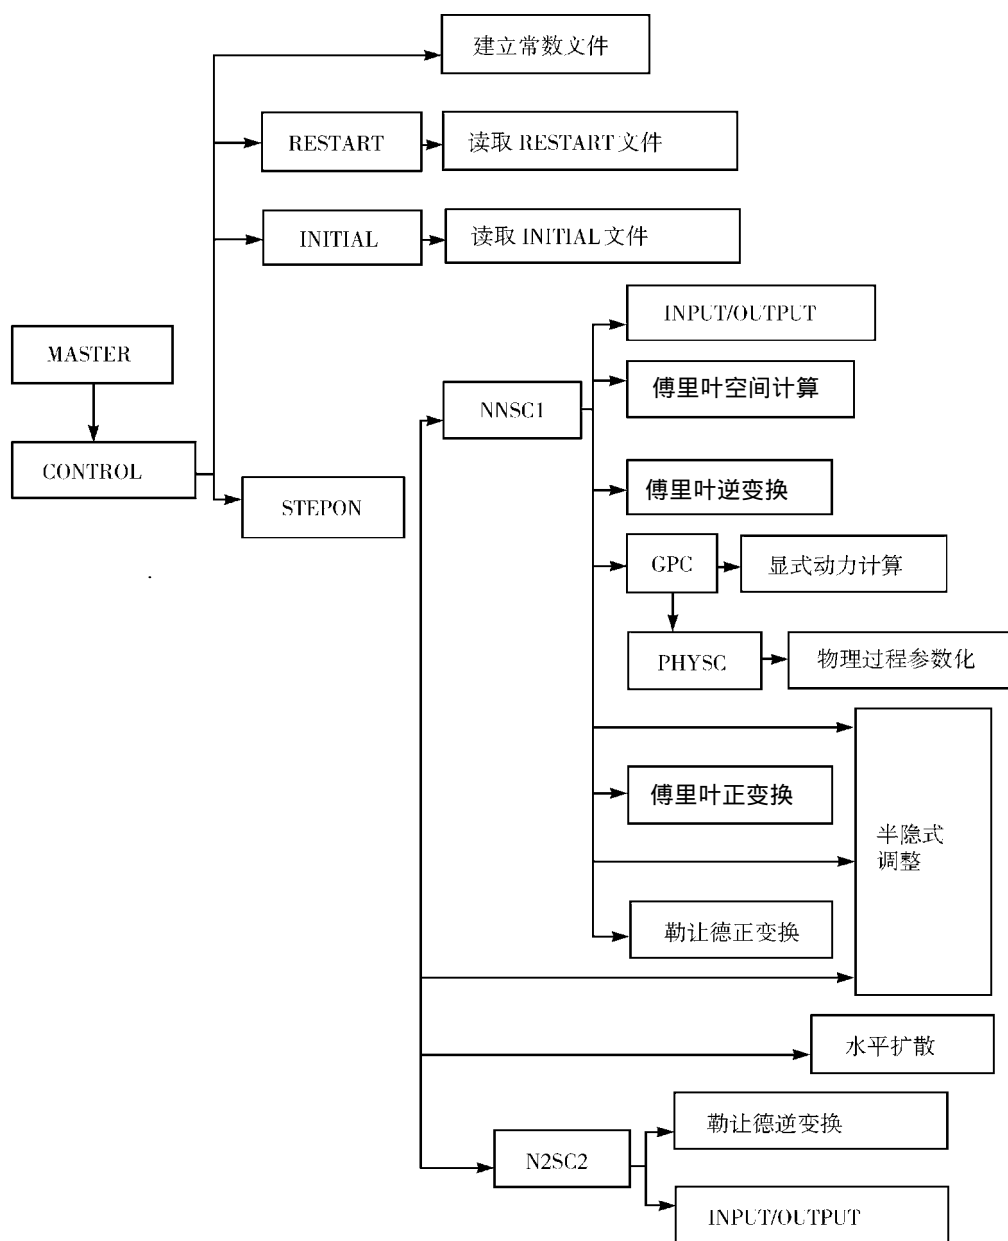 建立常数文件
RESTART
读取 RESTART 文件
INITIAL
读取 INITIAL 文件
INPUT/OUTPUT
MASTER
傅里叶空间计算
NNSC1
CONTROL
傅里叶逆变换
STEPON
GPC
显式动力计算
PHYSC
物理过程参数化
傅里叶正变换
半隐式
调整
勒让德正变换
水平扩散
勒让德逆变换
N2SC2
INPUT/OUTPUT